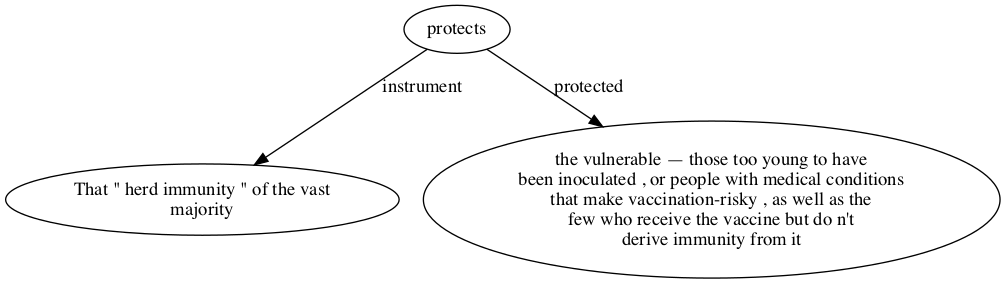 protects
instrument
protected
That " herd immunity " of the vast
majority
the vulnerable — those too young to have
been inoculated , or people with medical conditions
that make vaccination-risky , as well as the
few who receive the vaccine but do n't
derive immunity from it